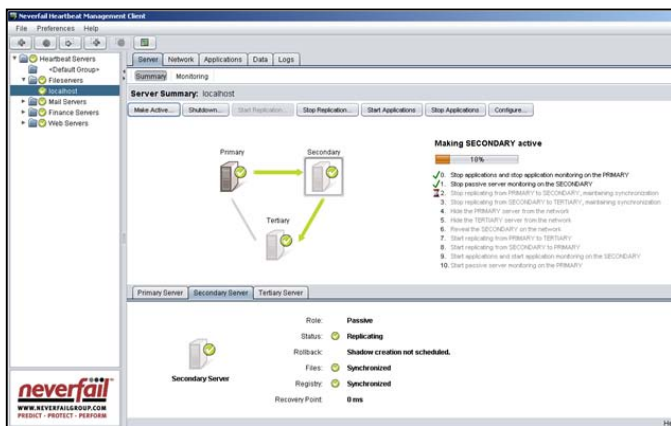 Neverfail Heartbeat Management Client
File Preferences Help
Heartbeat Servers
<Default Group>
Fileservers
localhost
Mail Servers
Finance Servers
Web Servers
Server Network Applications Data Logs
Summary Monitoring
Server Summary: localhost
Make Active... Shutdown... Start Replication... Stop Replication... Start Applications Stop Applications Configure...
Primary
Secondary
Tertiary
Making SECONDARY active
18%
0. Stop applications and stop application monitoring on the PRIMARY
1. Stop passive server monitoring on the SECONDARY
2. Stop replicating from PRIMARY to SECONDARY, maintaining synchronization
3. Stop replicating from SECONDARY to TERTIARY, maintaining synchronization
4. Hide the PRIMARY server from the network
5. Hide the TERTIARY server from the network
6. Reveal the SECONDARY on the network
7. Start replicating from PRIMARY to TERTIARY
8. Start replicating from SECONDARY to PRIMARY
9. Start applications and start application monitoring on the SECONDARY
10. Start passive server monitoring on the PRIMARY
Primary Server Secondary Server Tertiary Server
Secondary Server
Role: Passive
Status: Replicating
Rollback: Shadow creation not scheduled.
Files: Synchronized
Registry: Synchronized
Recovery Point: 0 ms
neverfail
WWW.NEVERFAILGROUP.COM
PREDICT - PROTECT - PERFORM
He